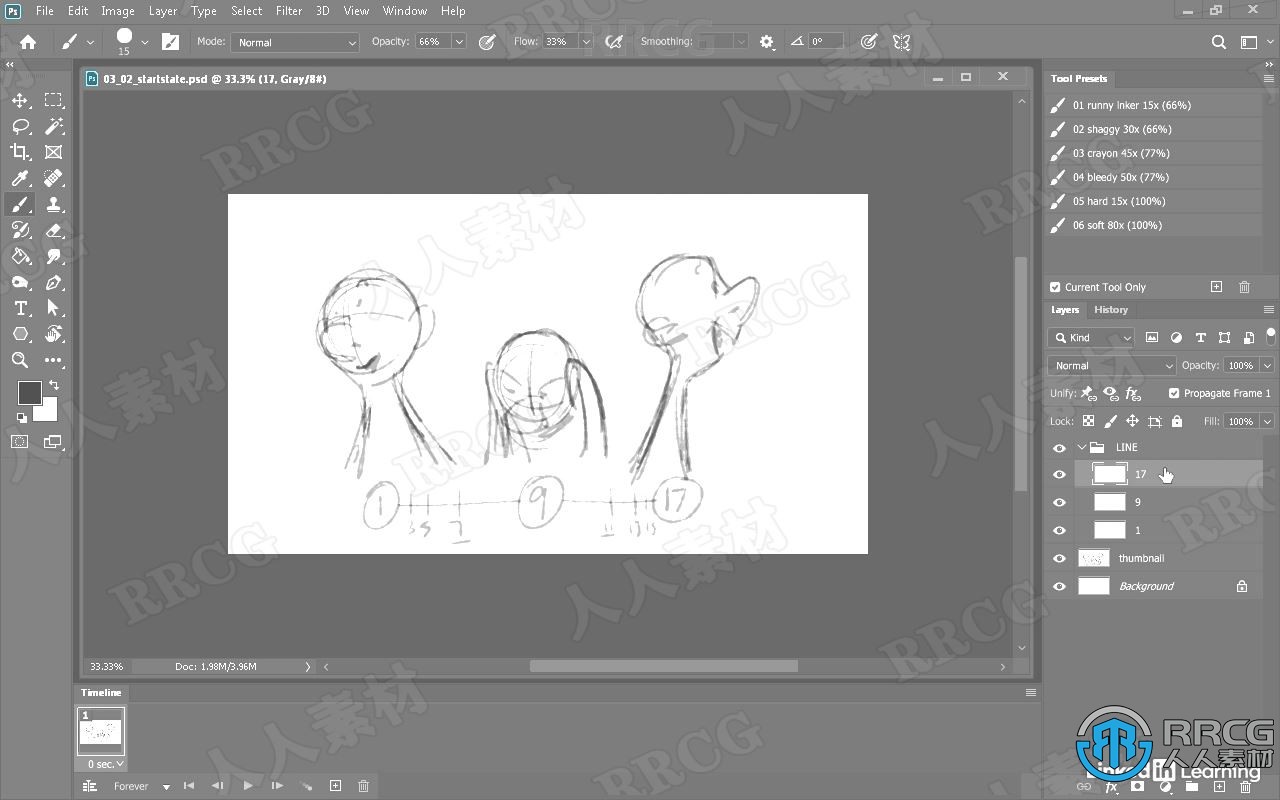 Ps File Edit Image Layer Type Select Filter 3D View Window Help
15 Mode: Normal Opacity: 66% Flow: 33% Smoothing: 0°
03_02_startstate.psd @ 33.3% (17, Gray/8#)
Tool Presets
01 runny inker 15x (66%)
02 shaggy 30x (66%)
03 crayon 45x (77%)
04 bleedy 50x (77%)
05 hard 15x (100%)
06 soft 80x (100%)
Current Tool Only
Layers History
Kind
Normal Opacity: 100%
Unify: Propagate Frame 1
Lock: Fill: 100%
LINE
17
9
1
thumbnail
Background
1 9 17
3 5 7 11 13 15
33.33% Doc: 1.98M/3.96M
Timeline
1
0 sec.
Forever
RRCG
人人素材
LinkedIn Learning